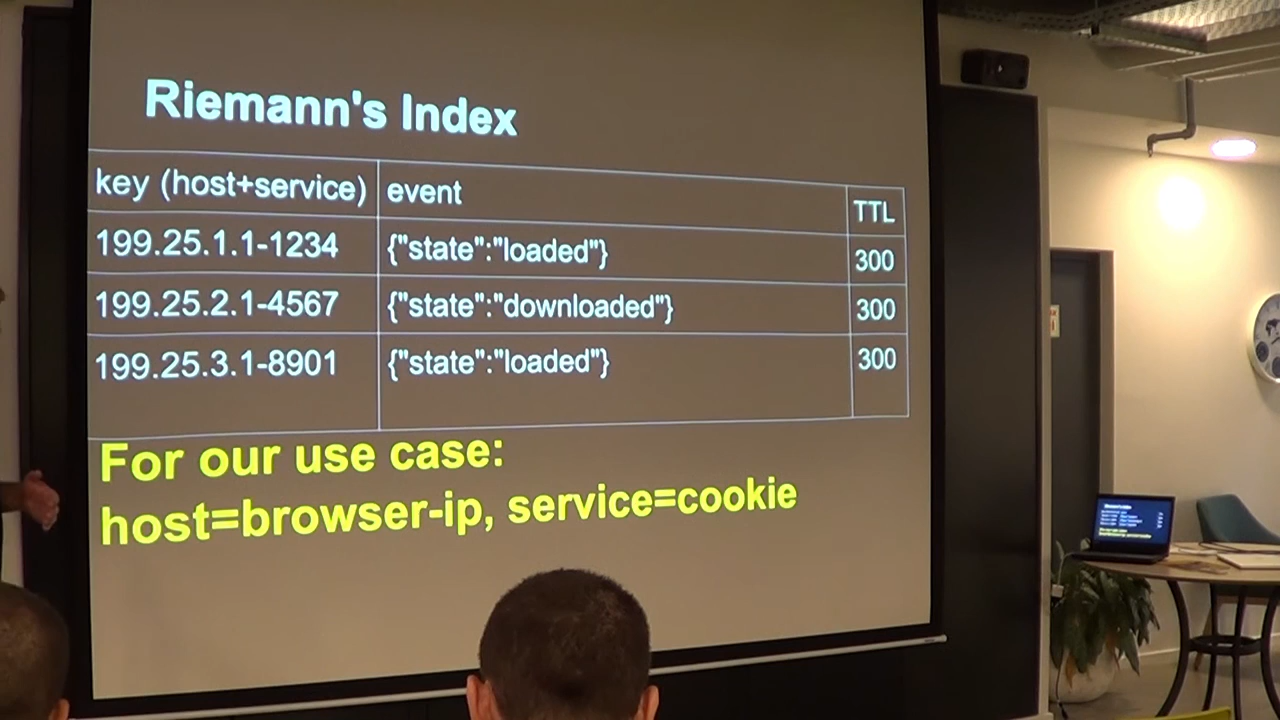 Riemann's Index
key (host+service) event TTL
199.25.1.1-1234 {"state":"loaded"} 300
199.25.2.1-4567 {"state":"downloaded"} 300
199.25.3.1-8901 {"state":"loaded"} 300
For our use case:
host=browser-ip, service=cookie